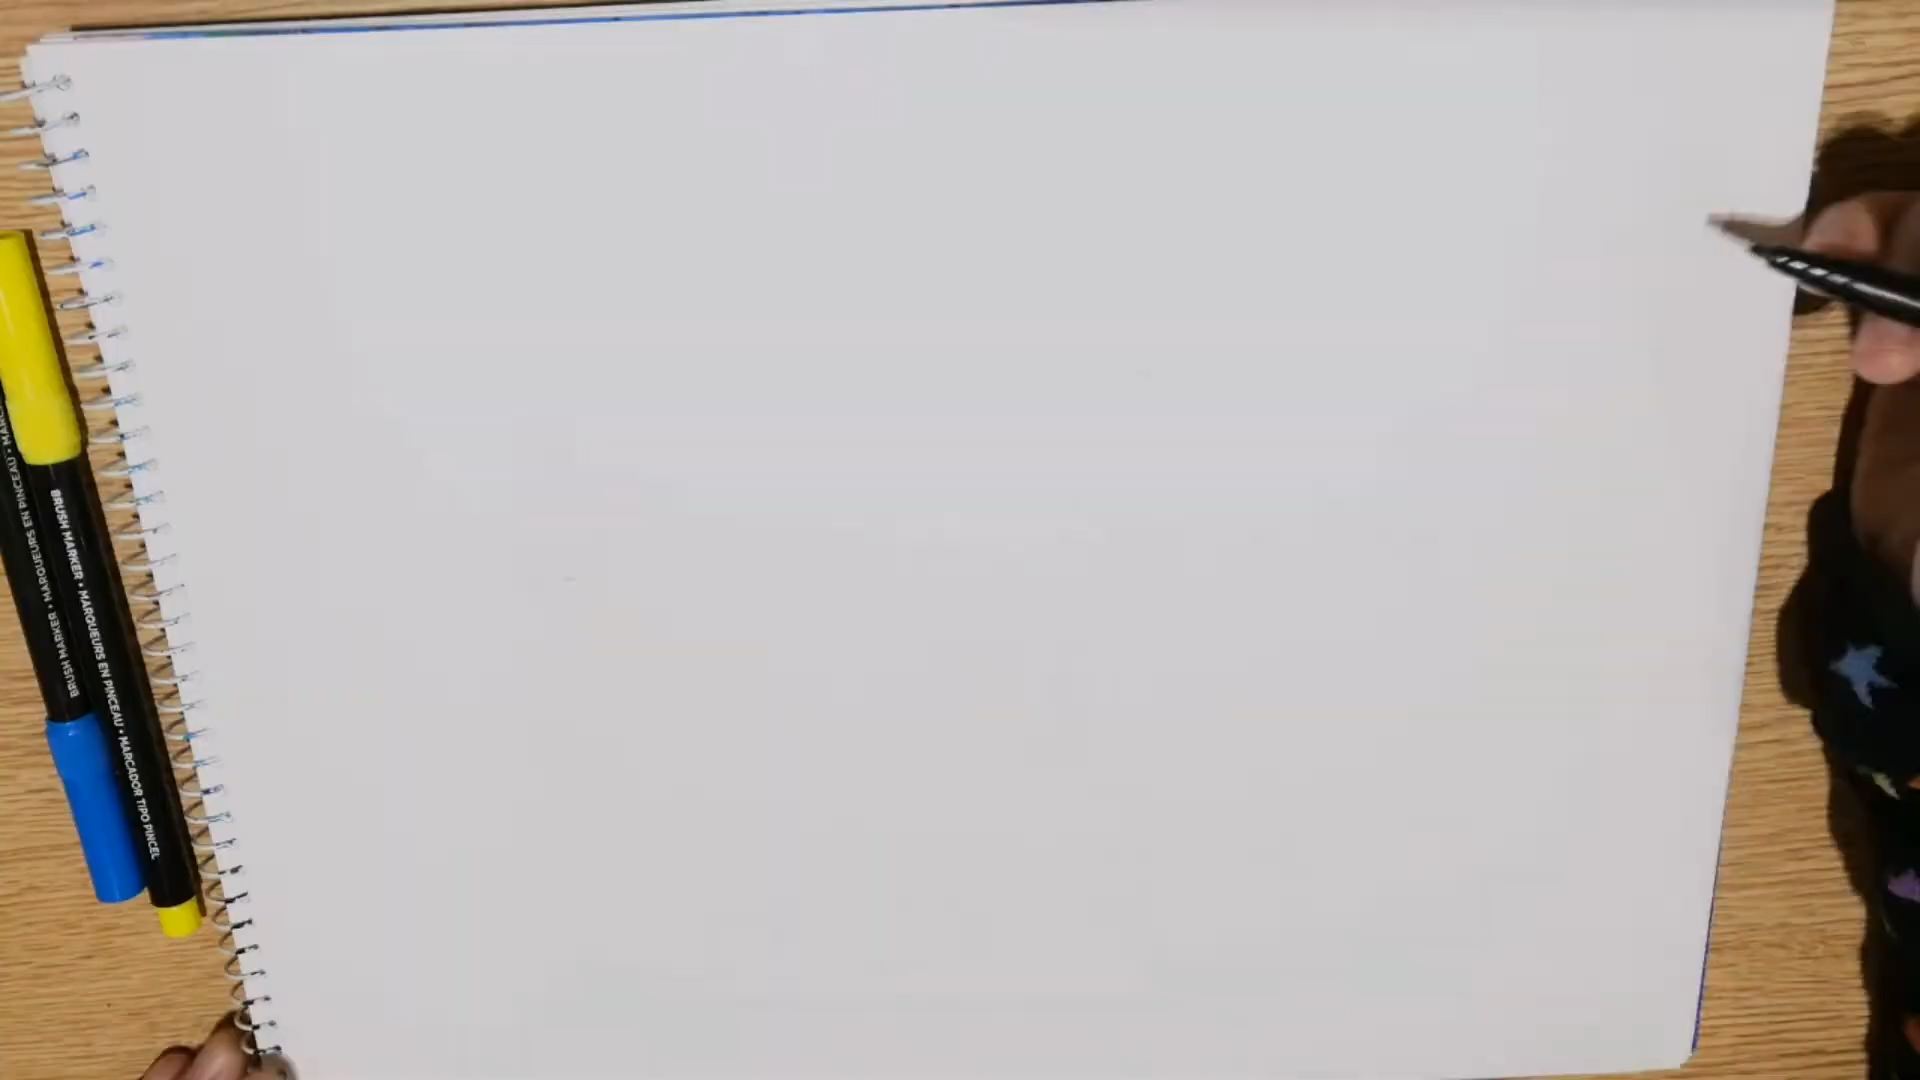 BRUSH MARKER • MARQUEURS EN PINCEAU • MARCADOR TIPO PINCEL
BRUSH MARKER • MARQUEURS EN PINCEAU •